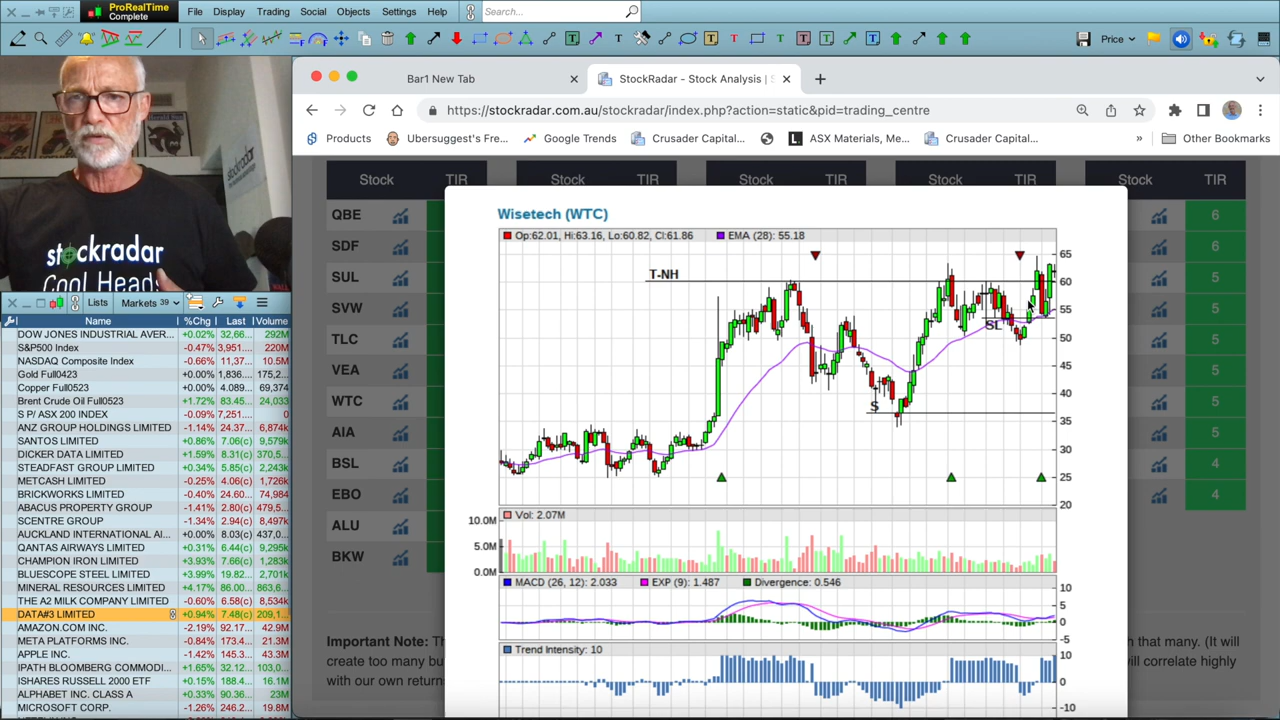 ProRealTime
Complete
File Display Trading Social Objects Settings Help
Search...
Price
Bar1 New Tab
StockRadar - Stock Analysis |
https://stockradar.com.au/stockradar/index.php?action=static&pid=trading_centre
Products
Ubersuggest's Fre...
Google Trends
Crusader Capital...
ASX Materials, Me...
Crusader Capital...
»
Other Bookmarks
stockradar
Cool Heads
stockradar
Stock TIR Stock TIR Stock TIR Stock TIR Stock TIR
QBE 6
SDF 6
SUL 5
SVW 5
TLC 5
VEA 5
WTC 5
AIA 5
BSL 4
EBO 4
ALU
BKW
Wisetech (WTC)
Op:62.01, Hi:63.16, Lo:60.82, Cl:61.86 EMA (28): 55.18
T-NH
SL
S
65
60
55
50
45
40
35
30
25
20
Vol: 2.07M
10.0M
5.0M
0.0M
MACD (26, 12): 2.033 EXP (9): 1.487 Divergence: 0.546
10
5
0
-5
Trend Intensity: 10
10
0
-10
Important Note: Th
create too many bu
with our own return
h that many. (It will
will correlate highly
Lists Markets 39
Name %Chg Last Volume
DOW JONES INDUSTRIAL AVER... +0.02% 32,66... 292M
S&P500 Index -0.47% 3,951.... 220M
NASDAQ Composite Index -0.66% 11,37... 10.5M
Gold Full0423 +0.00% 1,836... 175,2...
Copper Full0523 +0.00% 4.089... 69,374
Brent Crude Oil Full0523 +1.72% 83.45... 24,033
S P/ ASX 200 INDEX -0.09% 7,251.... 0
ANZ GROUP HOLDINGS LIMITED -1.14% 24.37... 6,874k
SANTOS LIMITED +0.86% 7.06(c) 9,579k
DICKER DATA LIMITED +1.59% 8.31(c) 370,5...
STEADFAST GROUP LIMITED +0.34% 5.85(c) 2,243k
METCASH LIMITED -0.25% 4.06(c) 1,726k
BRICKWORKS LIMITED -0.40% 24.60... 74,984
ABACUS PROPERTY GROUP -1.41% 2.80(c) 479,5...
SCENTRE GROUP -1.34% 2.94(c) 8,497k
AUCKLAND INTERNATIONAL AI... +0.00% 8.03(c) 437,0...
QANTAS AIRWAYS LIMITED +0.31% 6.44(c) 9,295k
CHAMPION IRON LIMITED +3.93% 7.66(c) 1,283k
BLUESCOPE STEEL LIMITED +3.99% 19.82... 2,701k
MINERAL RESOURCES LIMITED +4.17% 86.00... 863,6...
THE A2 MILK COMPANY LIMITED -0.60% 6.58(c) 8,534k
DATA#3 LIMITED +0.94% 7.48(c) 209,1...
AMAZON.COM INC. -2.19% 92.17... 42.9M
META PLATFORMS INC. -0.84% 173.4... 21.3M
APPLE INC. -1.42% 145.3... 43.3M
IPATH BLOOMBERG COMMODI... +1.65% 32.12... 103,0...
ISHARES RUSSELL 2000 ETF +0.15% 188.4... 16.1M
ALPHABET INC. CLASS A +0.33% 90.36... 23M
MICROSOFT CORP. -1.26% 246.2... 18.8M